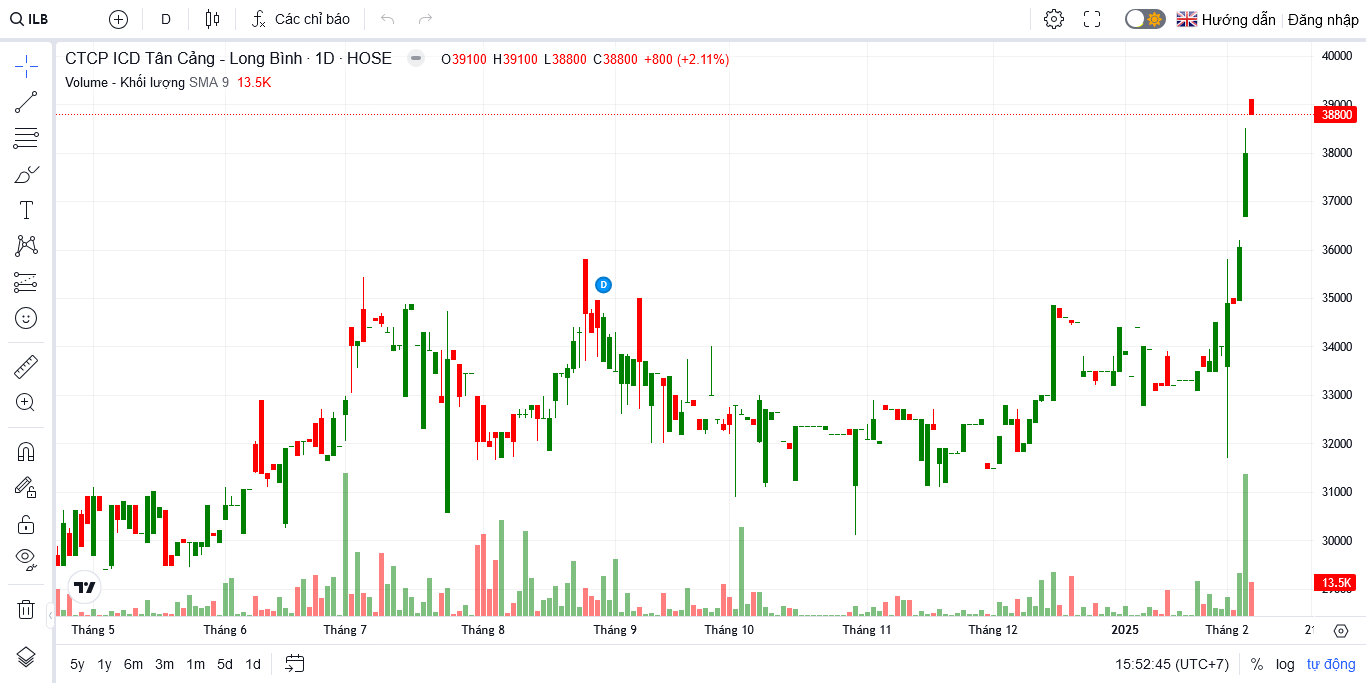 ILB D Các chỉ báo Hướng dẫn Đăng nhập
CTCP ICD Tân Cảng - Long Bình · 1D · HOSE O39100 H39100 L38800 C38800 +800 (+2.11%)
Volume - Khối lượng SMA 9 13.5K
40000
39000
38800
38000
37000
36000
35000
D
34000
33000
32000
31000
30000
13.5K
29000
Tháng 5 Tháng 6 Tháng 7 Tháng 8 Tháng 9 Tháng 10 Tháng 11 Tháng 12 2025 Tháng 2 21
5y 1y 6m 3m 1m 5d 1d 15:52:45 (UTC+7) % log tự động